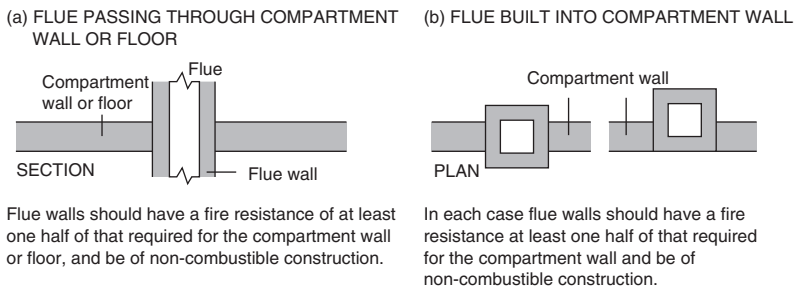 (a) FLUE PASSING THROUGH COMPARTMENT
WALL OR FLOOR
Compartment
wall or floor
Flue
SECTION
Flue wall
Flue walls should have a fire resistance of at least
one half of that required for the compartment wall
or floor, and be of non-combustible construction.
(b) FLUE BUILT INTO COMPARTMENT WALL
Compartment wall
PLAN
In each case flue walls should have a fire
resistance at least one half of that required
for the compartment wall and be of
non-combustible construction.